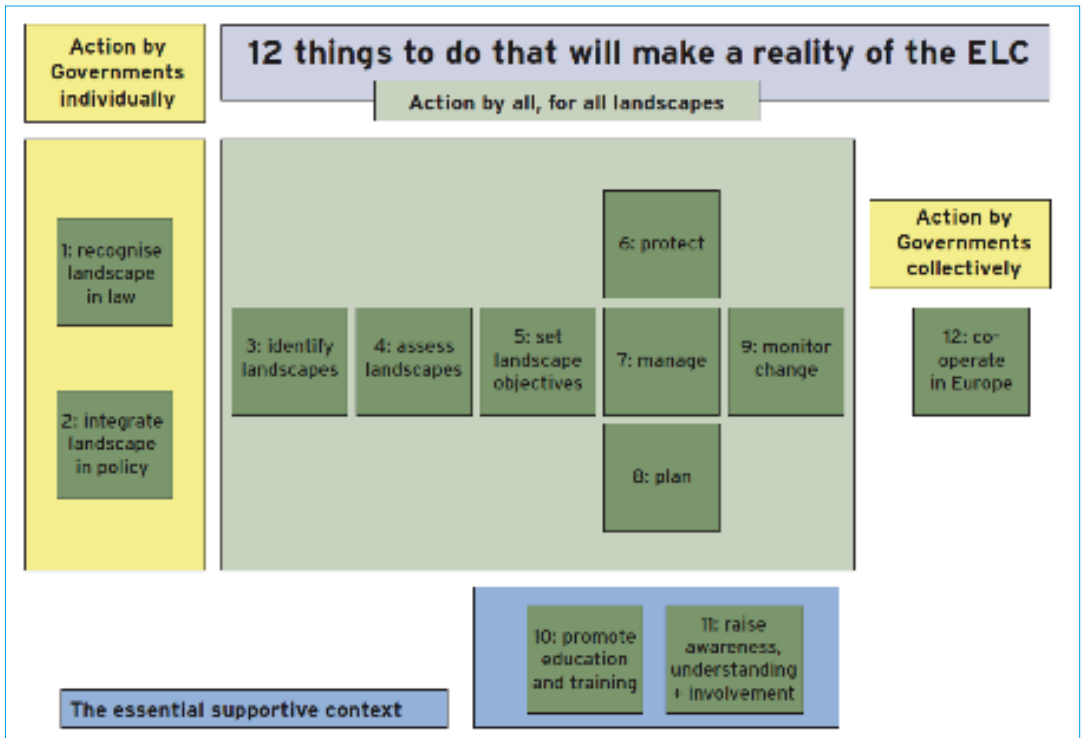 Action by
Governments
individually
12 things to do that will make a reality of the ELC
Action by all, for all landscapes
1: recognise
landscape
in law
2: integrate
landscape
in policy
3: identify
landscapes
4: assess
landscapes
5: set
landscape
objectives
6: protect
7: manage
8: plan
9: monitor
change
Action by
Governments
collectively
12: co-
operate
in Europe
10: promote
education
and training
11: raise
awareness,
understanding
+ involvement
The essential supportive context